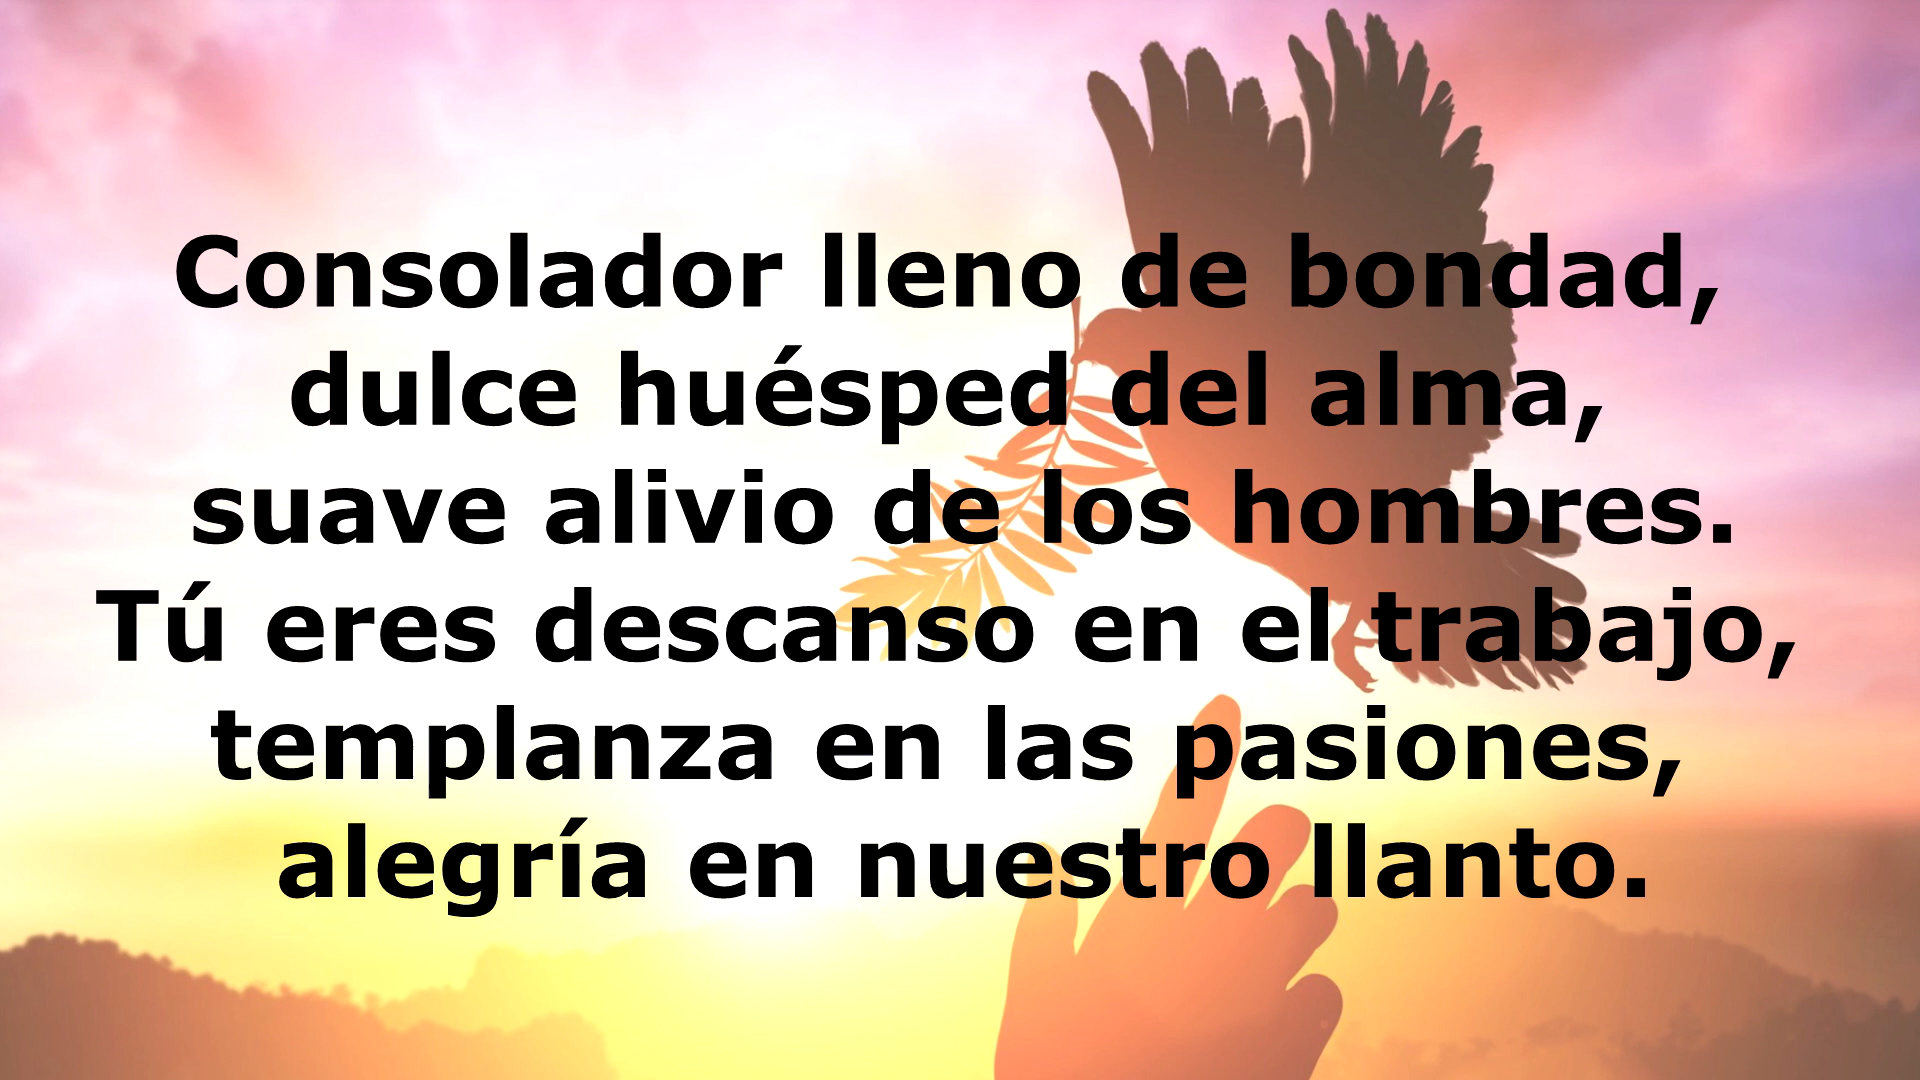 Consolador lleno de bondad,
dulce huésped del alma,
suave alivio de los hombres.
Tú eres descanso en el trabajo,
templanza en las pasiones,
alegría en nuestro llanto.